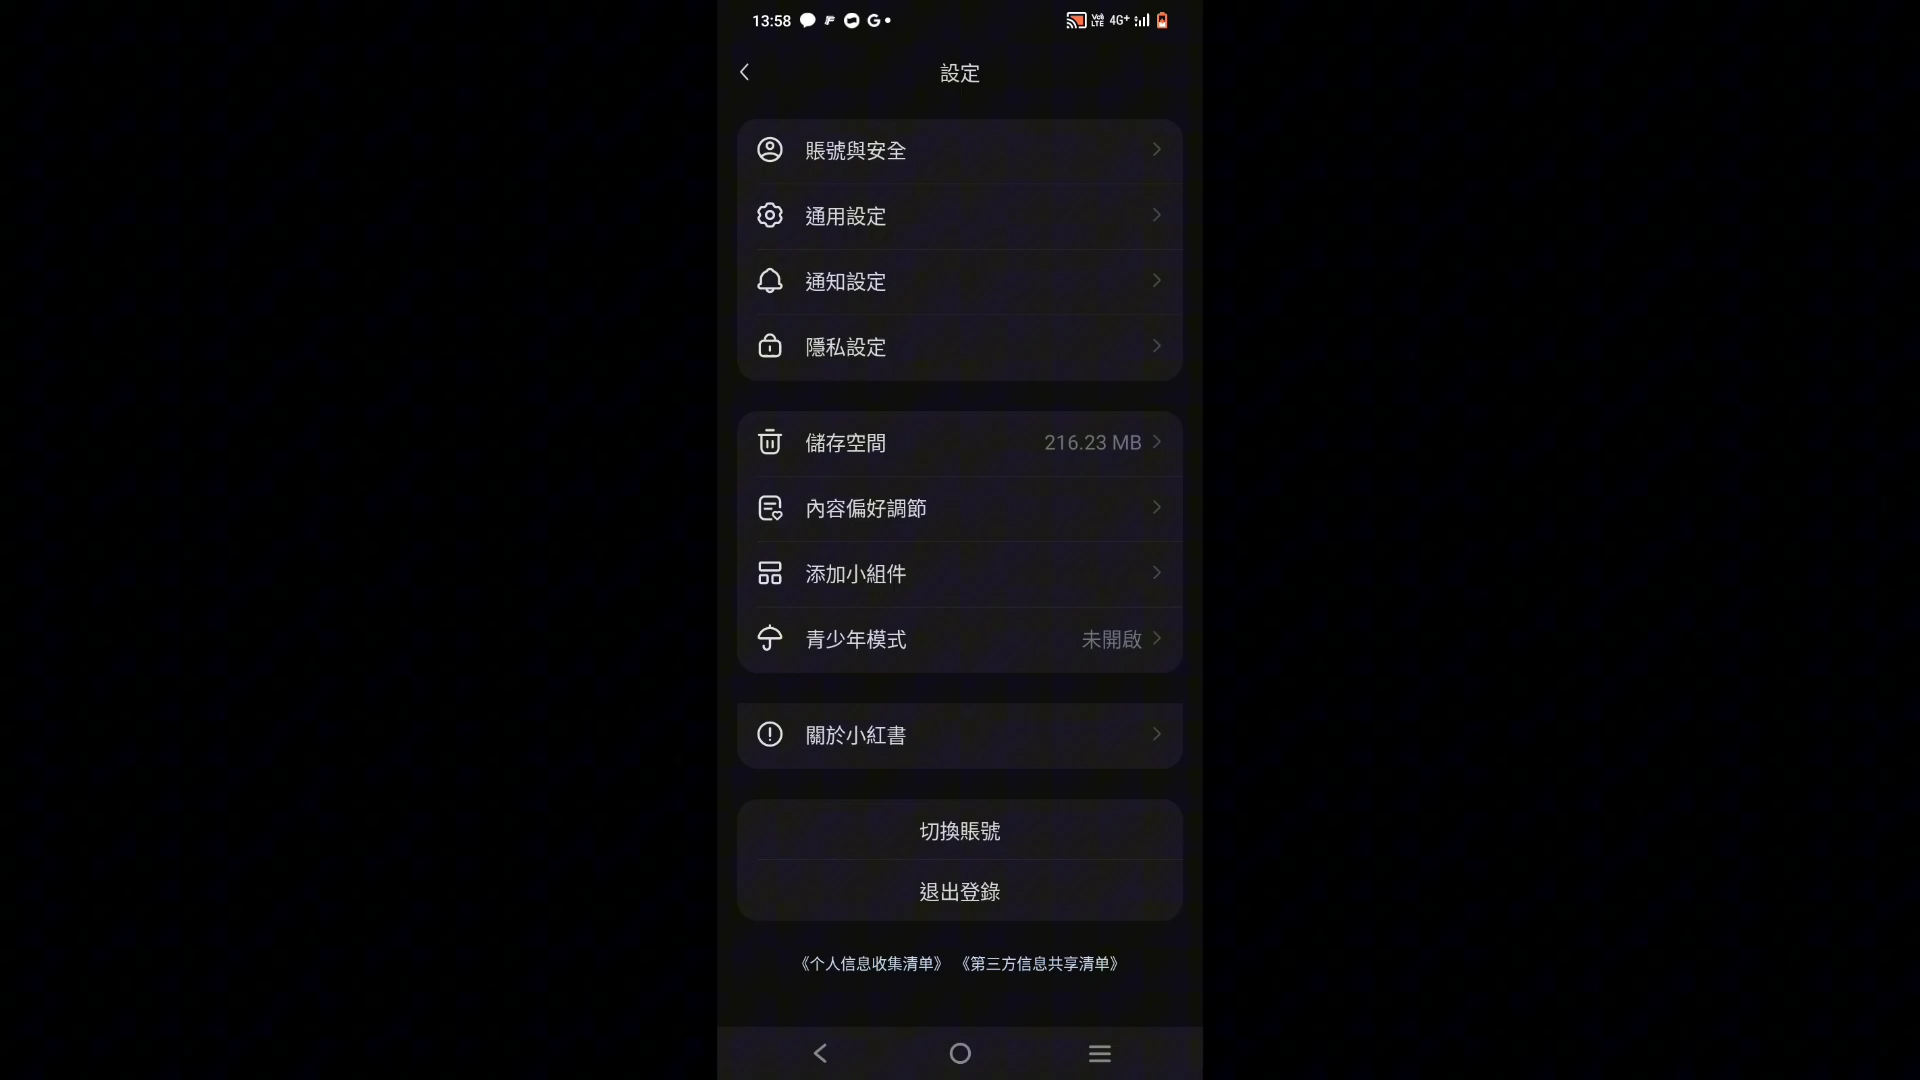 13:58
4G+
設定
賬號與安全
通用設定
通知設定
隱私設定
儲存空間 216.23 MB
內容偏好調節
添加小組件
青少年模式 未開啟
關於小紅書
切換賬號
退出登錄
《个人信息收集清单》 《第三方信息共享清单》